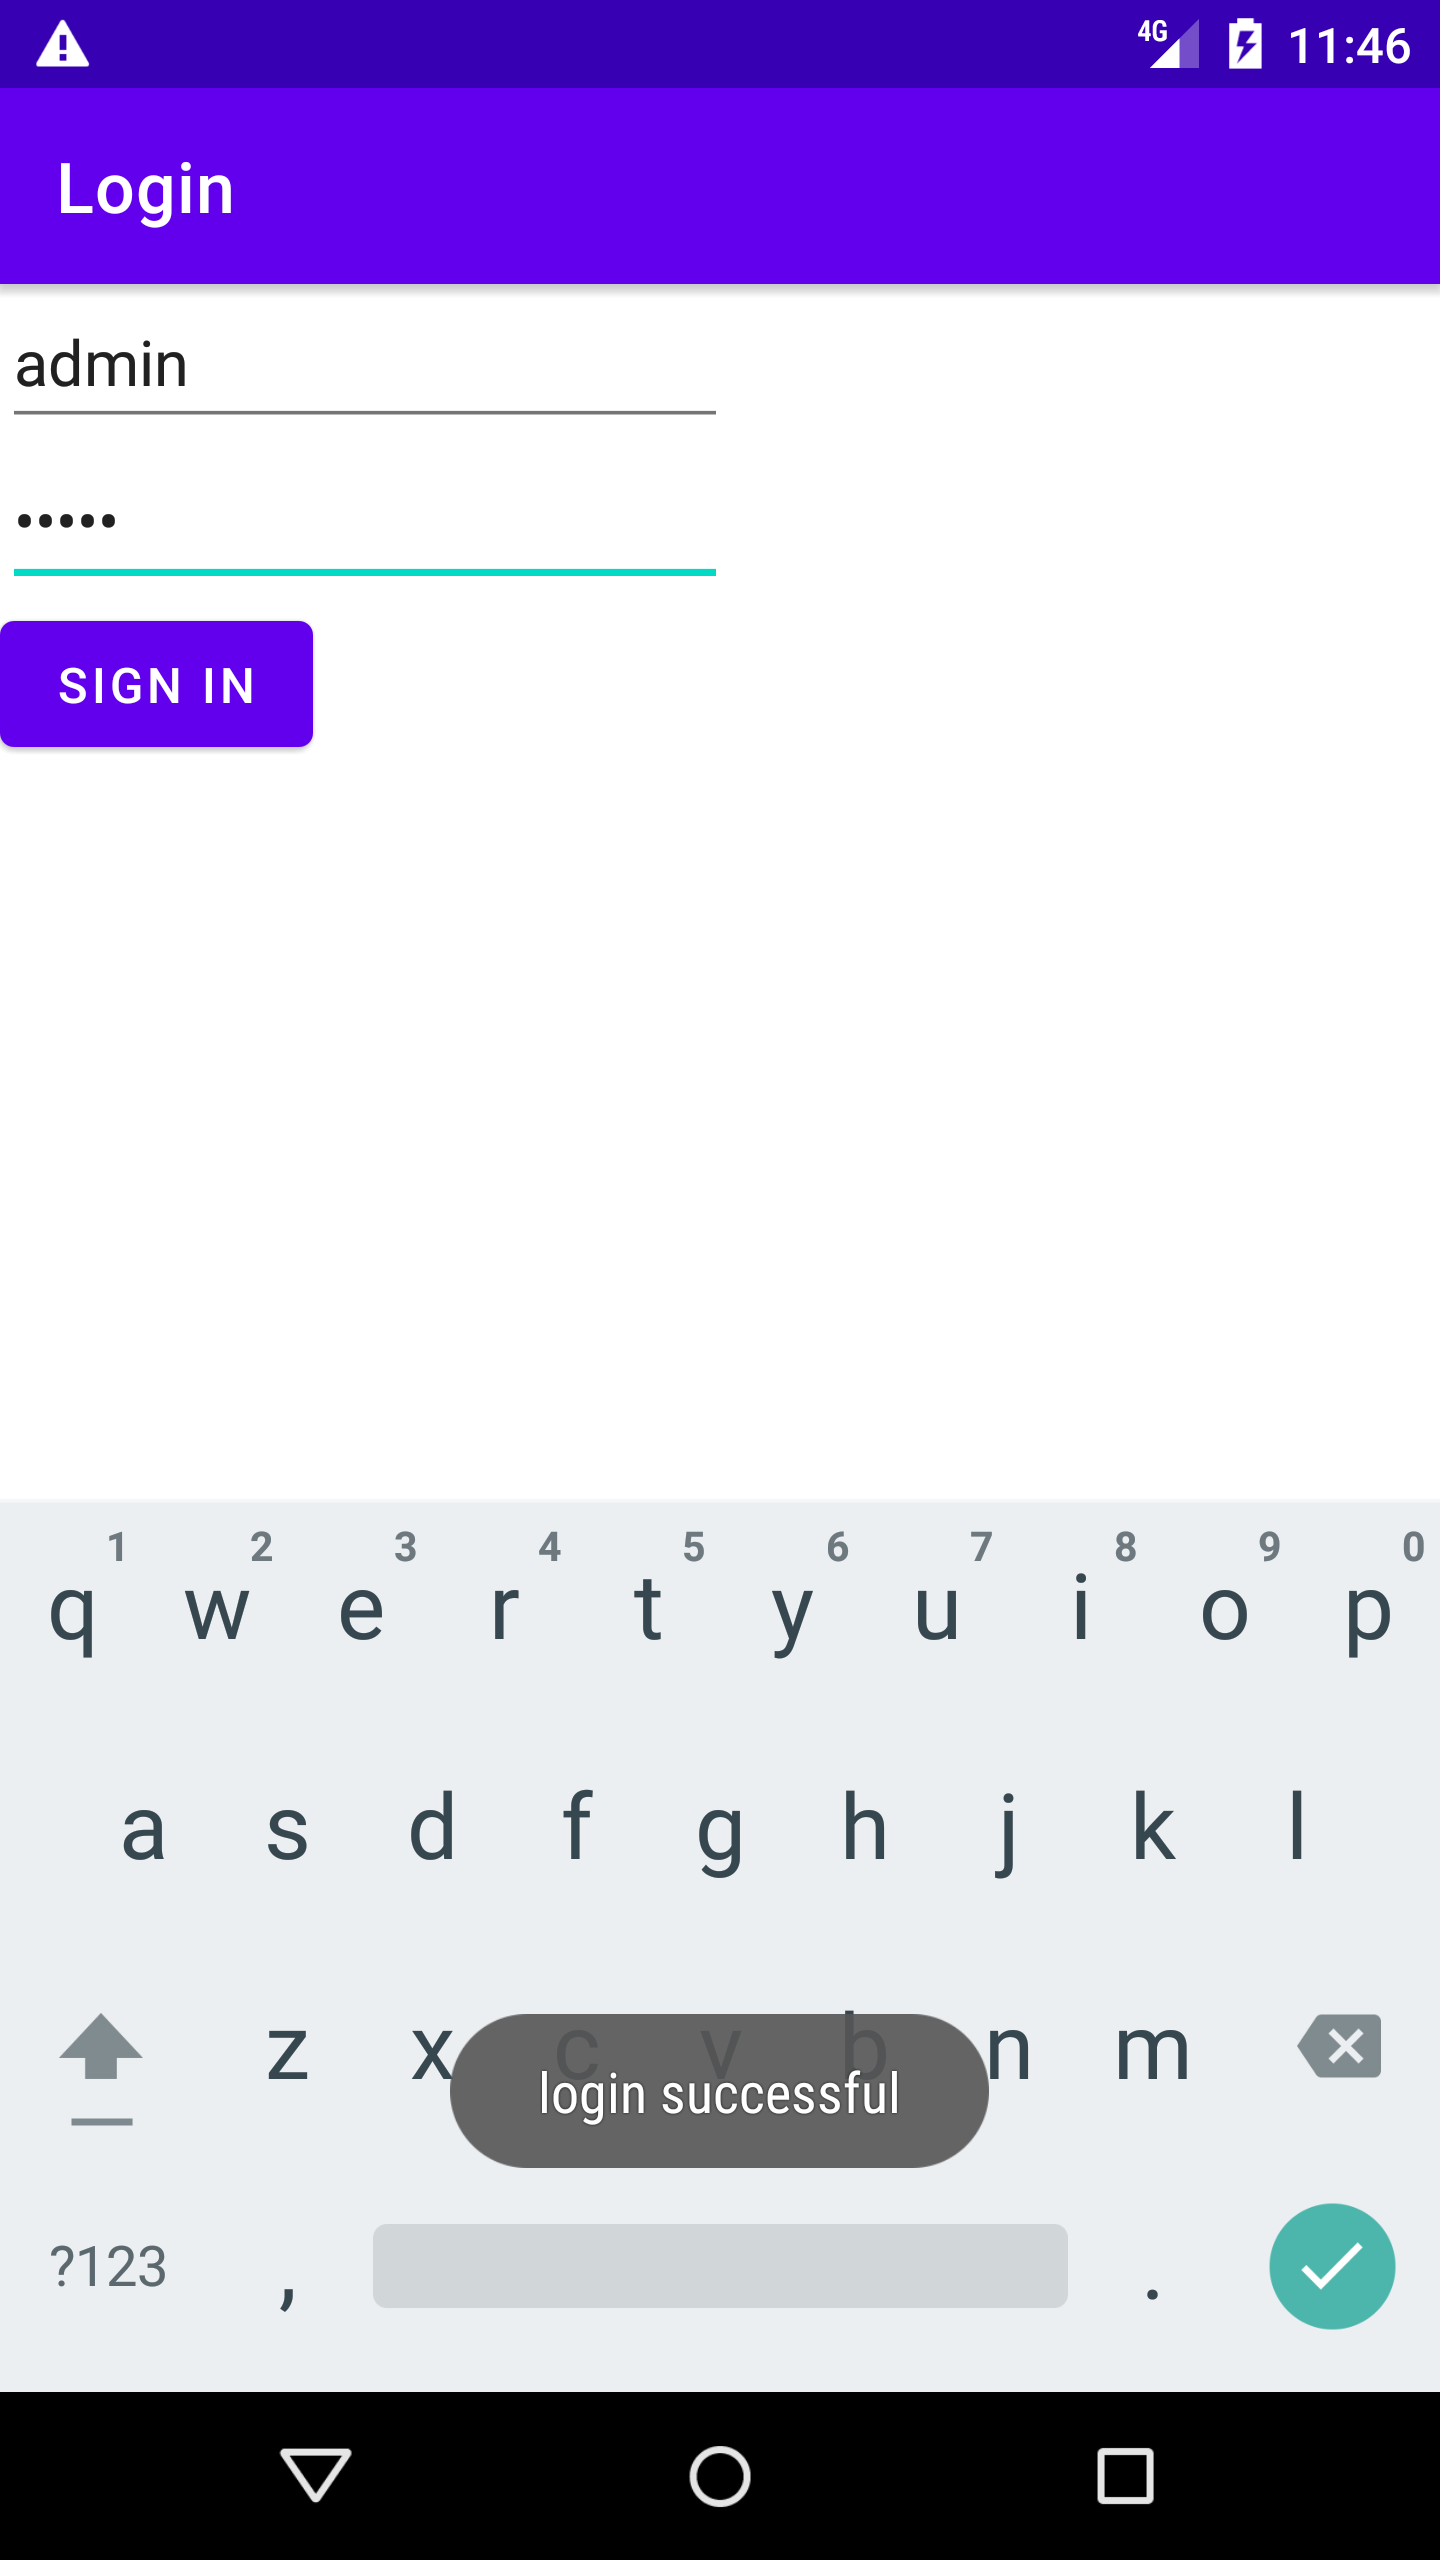 4G 11:46
Login
admin
•••••
SIGN IN
1 2 3 4 5 6 7 8 9 0
q w e r t y u i o p
a s d f g h j k l
z x c v b n m
login successful
?123 , .